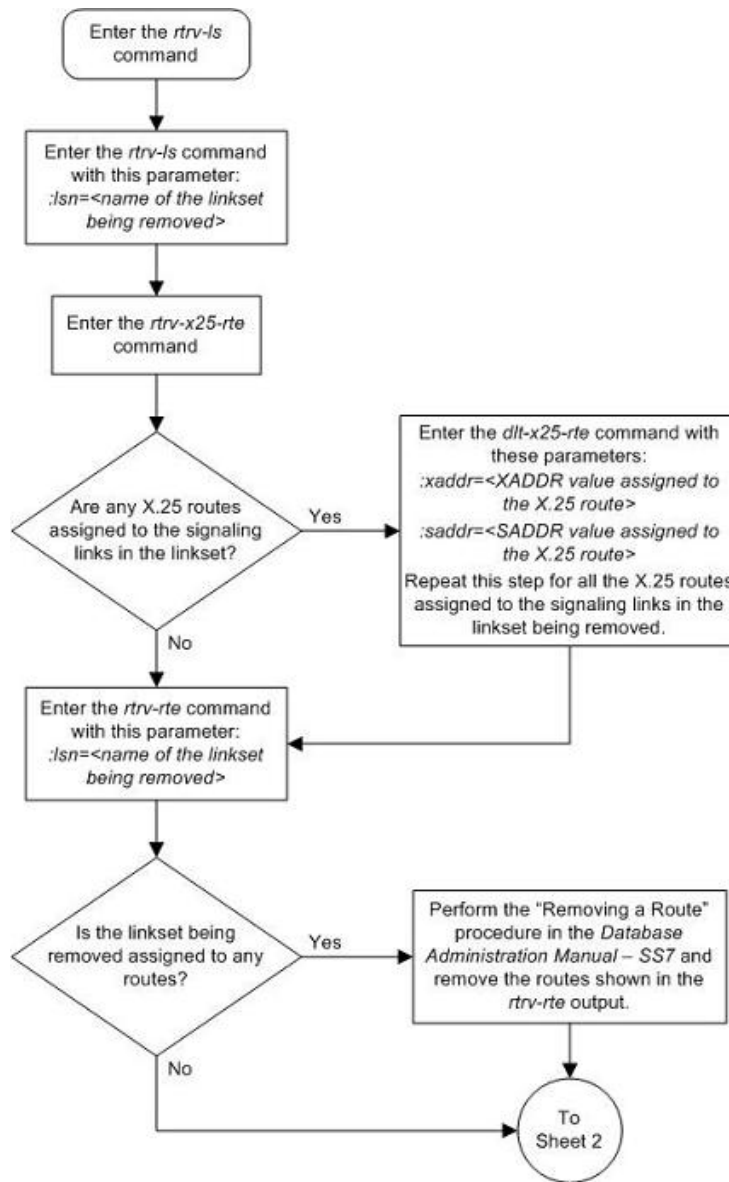 Enter the rtrv-ls
command
Enter the rtrv-ls command
with this parameter:
:lsn=<name of the linkset
being removed>
Enter the rtrv-x25-rte
command
Are any X.25 routes
assigned to the signaling
links in the linkset?
Yes
Enter the dlt-x25-rte command with
these parameters:
:xaddr=<XADDR value assigned to
the X.25 route>
:saddr=<SADDR value assigned to
the X.25 route>
Repeat this step for all the X.25 routes
assigned to the signaling links in the
linkset being removed.
No
Enter the rtrv-rte command
with this parameter:
:lsn=<name of the linkset
being removed>
Is the linkset being
removed assigned to any
routes?
Yes
Perform the “Removing a Route”
procedure in the Database
Administration Manual – SS7 and
remove the routes shown in the
rtrv-rte output.
No
To
Sheet 2